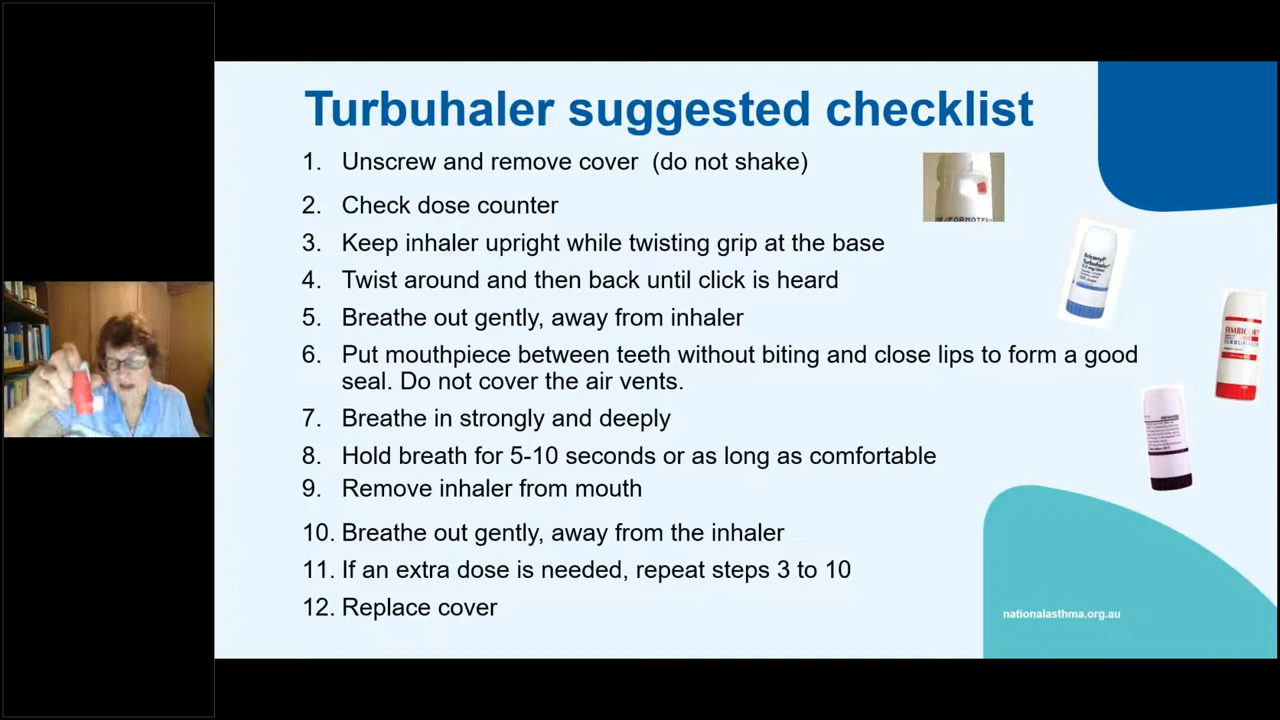 Turbuhaler suggested checklist
1. Unscrew and remove cover (do not shake)
2. Check dose counter
3. Keep inhaler upright while twisting grip at the base
4. Twist around and then back until click is heard
5. Breathe out gently, away from inhaler
6. Put mouthpiece between teeth without biting and close lips to form a good
seal. Do not cover the air vents.
7. Breathe in strongly and deeply
8. Hold breath for 5-10 seconds or as long as comfortable
9. Remove inhaler from mouth
10. Breathe out gently, away from the inhaler
11. If an extra dose is needed, repeat steps 3 to 10
12. Replace cover
Bricanyl
Turbuhaler
SYMBICORT
TURBUHALER
nationalasthma.org.au